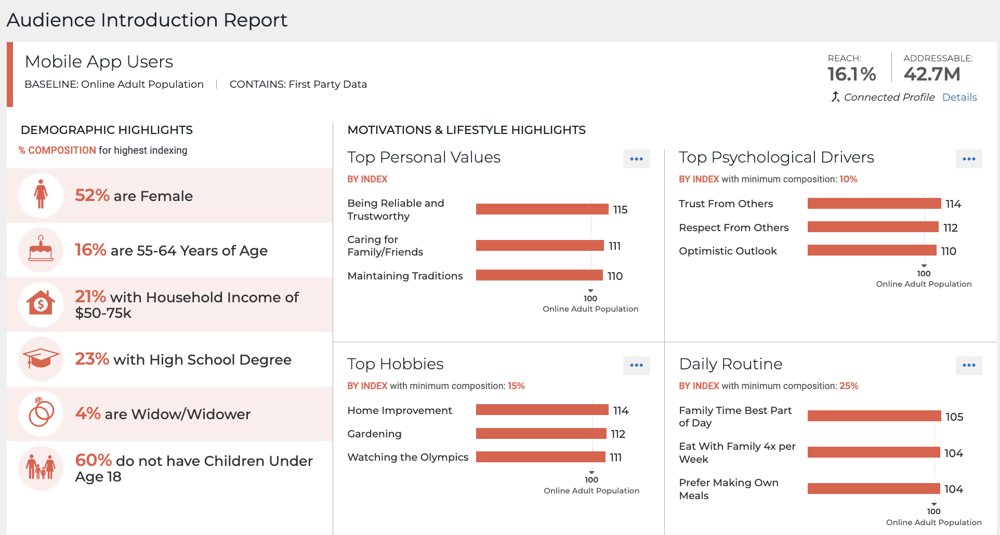 Audience Introduction Report
Mobile App Users
BASELINE: Online Adult Population
CONTAINS: First Party Data
REACH:
16.1%
ADDRESSABLE:
42.7M
Connected Profile Details
DEMOGRAPHIC HIGHLIGHTS
% COMPOSITION for highest indexing
52% are Female
16% are 55-64 Years of Age
21% with Household Income of
$50-75k
$
23% with High School Degree
4% are Widow/Widower
60% do not have Children Under
Age 18
MOTIVATIONS & LIFESTYLE HIGHLIGHTS
Top Personal Values
BY INDEX
Being Reliable and
Trustworthy
115
Caring for
Family/Friends
111
Maintaining Traditions 110
100
Online Adult Population
Top Psychological Drivers
BY INDEX with minimum composition: 10%
Trust From Others 114
Respect From Others 112
Optimistic Outlook 110
100
Online Adult Population
Top Hobbies
BY INDEX with minimum composition: 15%
Home Improvement 114
Gardening 112
Watching the Olympics 111
100
Online Adult Population
Daily Routine
BY INDEX with minimum composition: 25%
Family Time Best Part
of Day
105
Eat With Family 4x per
Week
104
Prefer Making Own
Meals
104
100
Online Adult Population